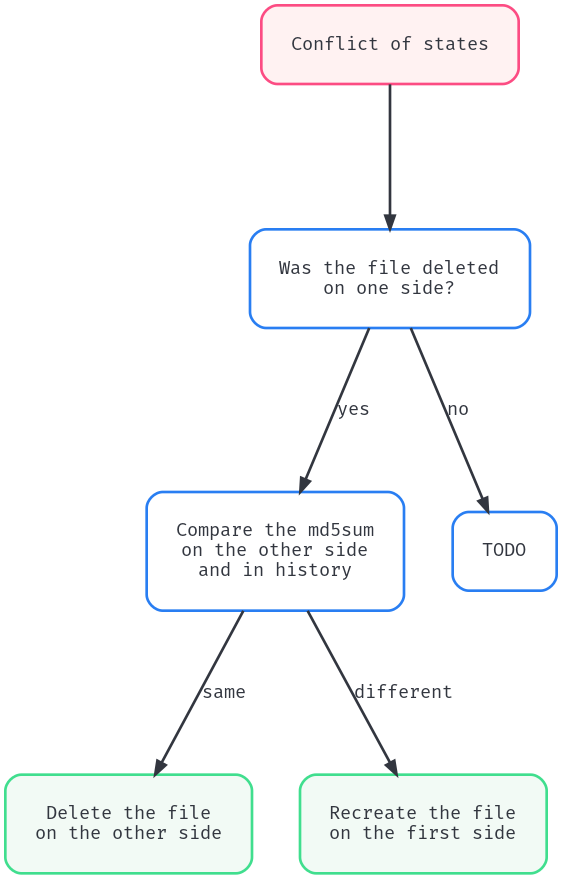 Conflict of states
Was the file deleted
on one side?
yes
no
Compare the md5sum
on the other side
and in history
TODO
same
different
Delete the file
on the other side
Recreate the file
on the first side